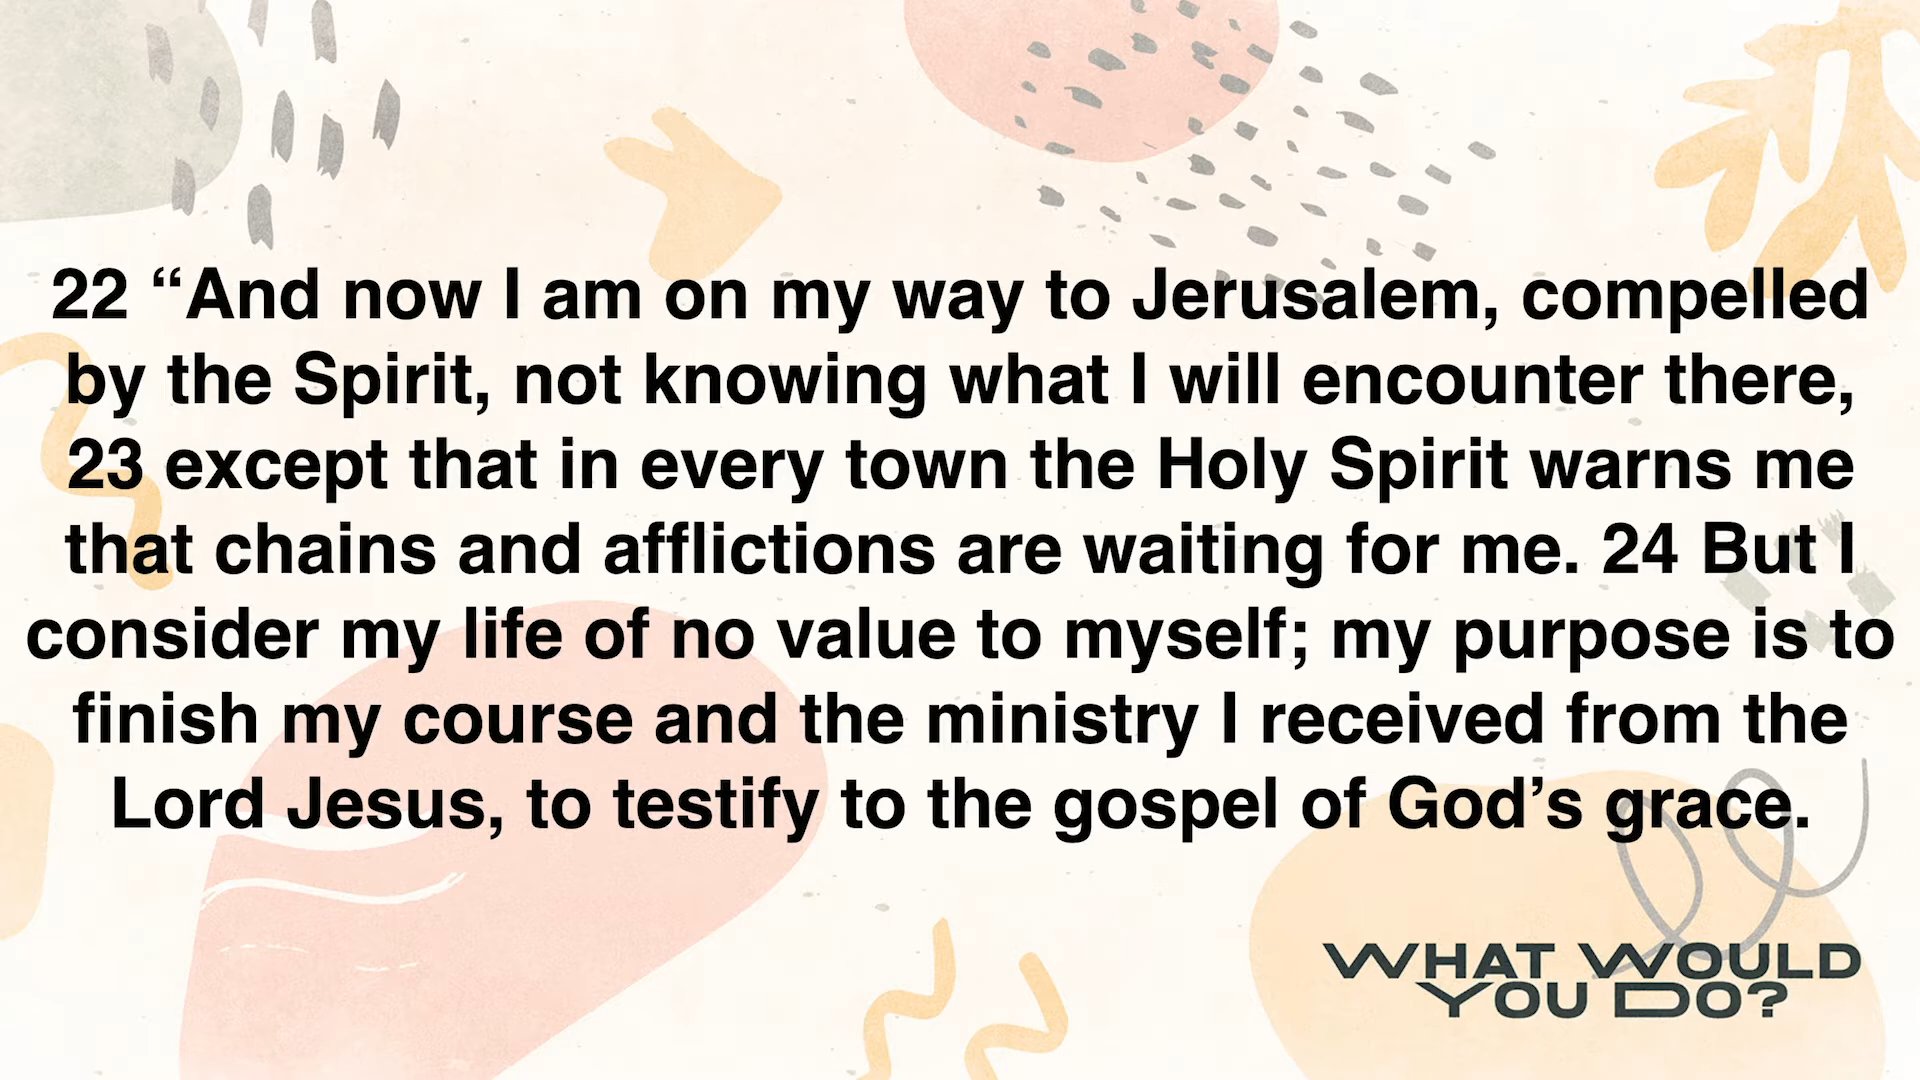 22 “And now I am on my way to Jerusalem, compelled
by the Spirit, not knowing what I will encounter there,
23 except that in every town the Holy Spirit warns me
that chains and afflictions are waiting for me. 24 But I
consider my life of no value to myself; my purpose is to
finish my course and the ministry I received from the
Lord Jesus, to testify to the gospel of God’s grace.
WHAT WOULD
YOU DO?